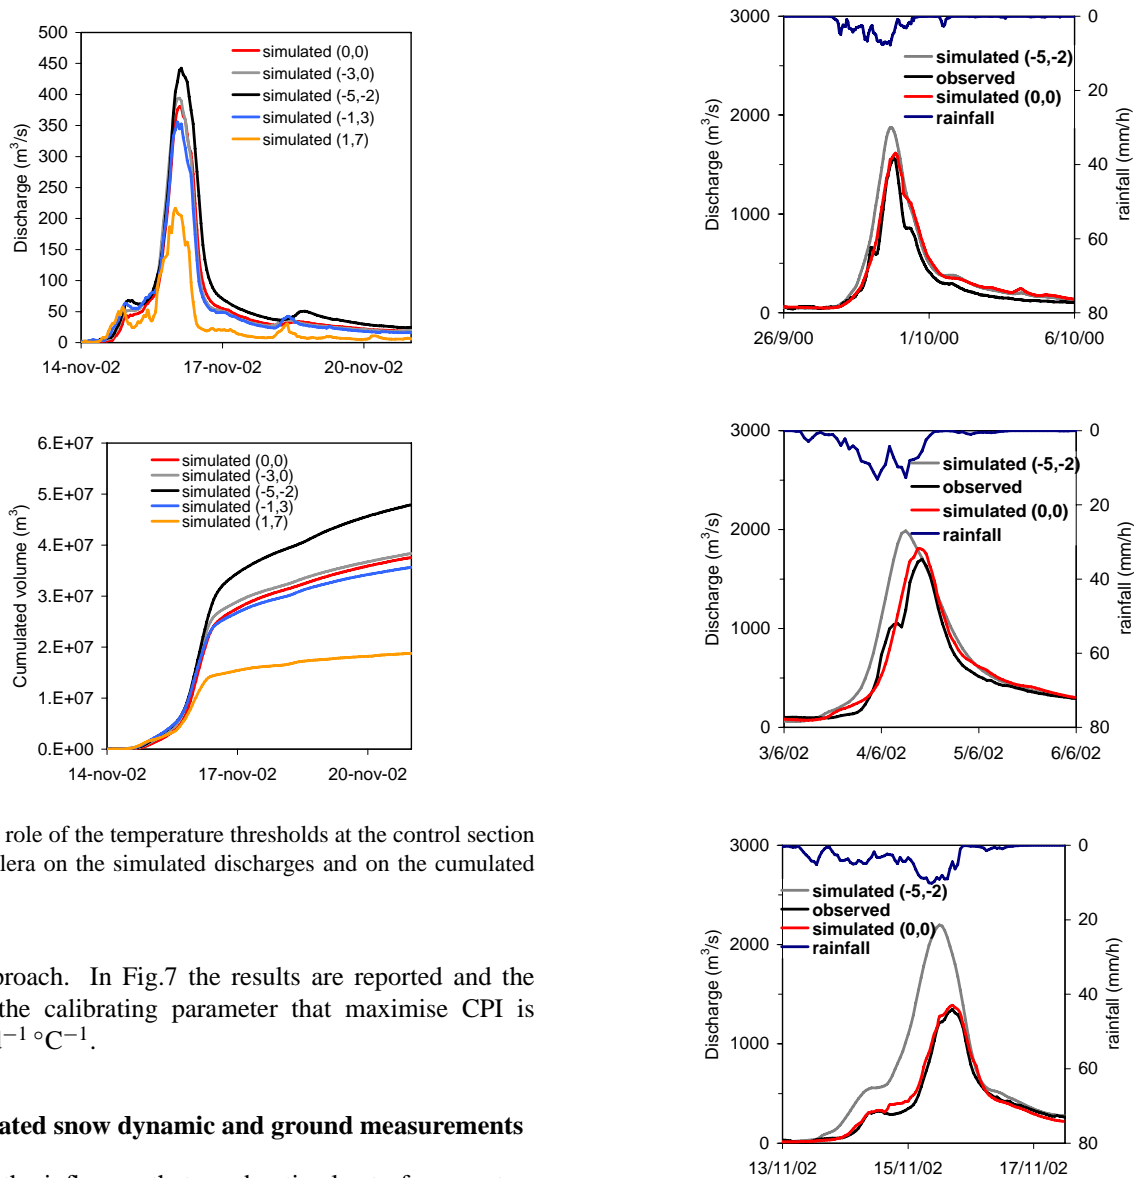 500
450
400
350
300
250
200
150
100
50
0
Discharge (m³/s)
simulated (0,0)
simulated (-3,0)
simulated (-5,-2)
simulated (-1,3)
simulated (1,7)
14-nov-02 17-nov-02 20-nov-02
6.E+07
5.E+07
4.E+07
3.E+07
2.E+07
1.E+07
0.E+00
Cumulated volume (m³)
simulated (0,0)
simulated (-3,0)
simulated (-5,-2)
simulated (-1,3)
simulated (1,7)
14-nov-02 17-nov-02 20-nov-02
role of the temperature thresholds at the control section
lera on the simulated discharges and on the cumulated
proach. In Fig.7 the results are reported and the
the calibrating parameter that maximise CPI is
d⁻¹ °C⁻¹.
ated snow dynamic and ground measurements
3000
2000
1000
0
Discharge (m³/s)
simulated (-5,-2)
observed
simulated (0,0)
rainfall
0
20
40
60
80
rainfall (mm/h)
26/9/00 1/10/00 6/10/00
3000
2000
1000
0
Discharge (m³/s)
simulated (-5,-2)
observed
simulated (0,0)
rainfall
0
20
40
60
80
rainfall (mm/h)
3/6/02 4/6/02 5/6/02 6/6/02
3000
2000
1000
0
Discharge (m³/s)
simulated (-5,-2)
observed
simulated (0,0)
rainfall
0
20
40
60
80
rainfall (mm/h)
13/11/02 15/11/02 17/11/02